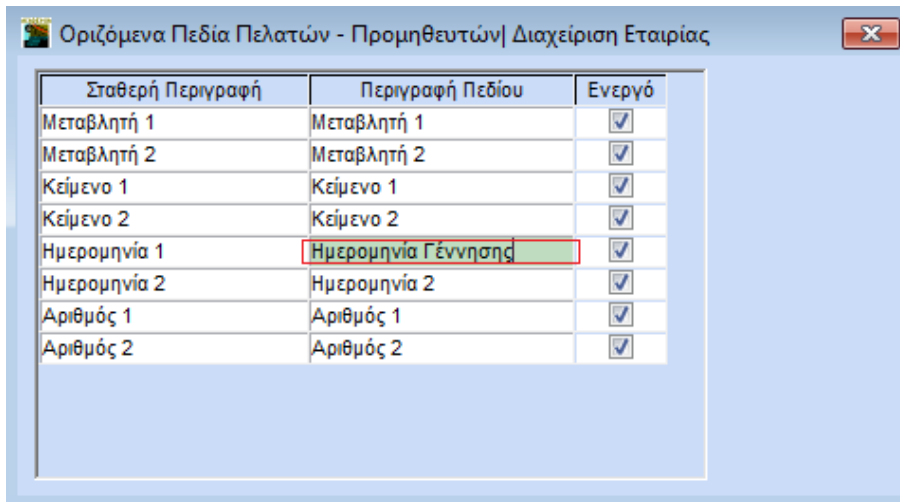 Οριζόμενα Πεδία Πελατών - Προμηθευτών| Διαχείριση Εταιρίας
Σταθερή Περιγραφή Περιγραφή Πεδίου Ενεργό
Μεταβλητή 1 Μεταβλητή 1
Μεταβλητή 2 Μεταβλητή 2
Κείμενο 1 Κείμενο 1
Κείμενο 2 Κείμενο 2
Ημερομηνία 1 Ημερομηνία Γέννησης
Ημερομηνία 2 Ημερομηνία 2
Αριθμός 1 Αριθμός 1
Αριθμός 2 Αριθμός 2